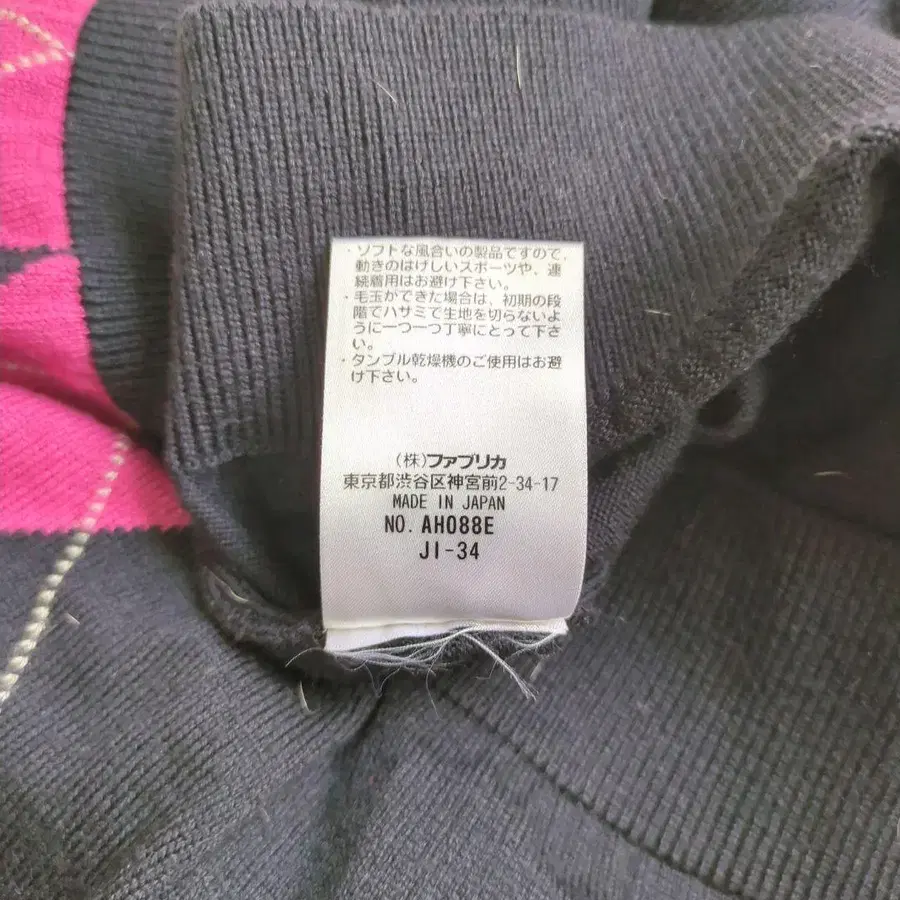 ・ソフトな風合いの製品ですので、
動きのはげしいスポーツや、連
続着用はお避け下さい。
・毛玉ができた場合は、初期の段
階でハサミで生地を切らないよ
うに一つ一つ丁寧にとって下さ
い。
・タンブル乾燥機のご使用はお避
け下さい。
(株)ファブリカ
東京都渋谷区神宮前2-34-17
MADE IN JAPAN
NO. AH088E
JI-34